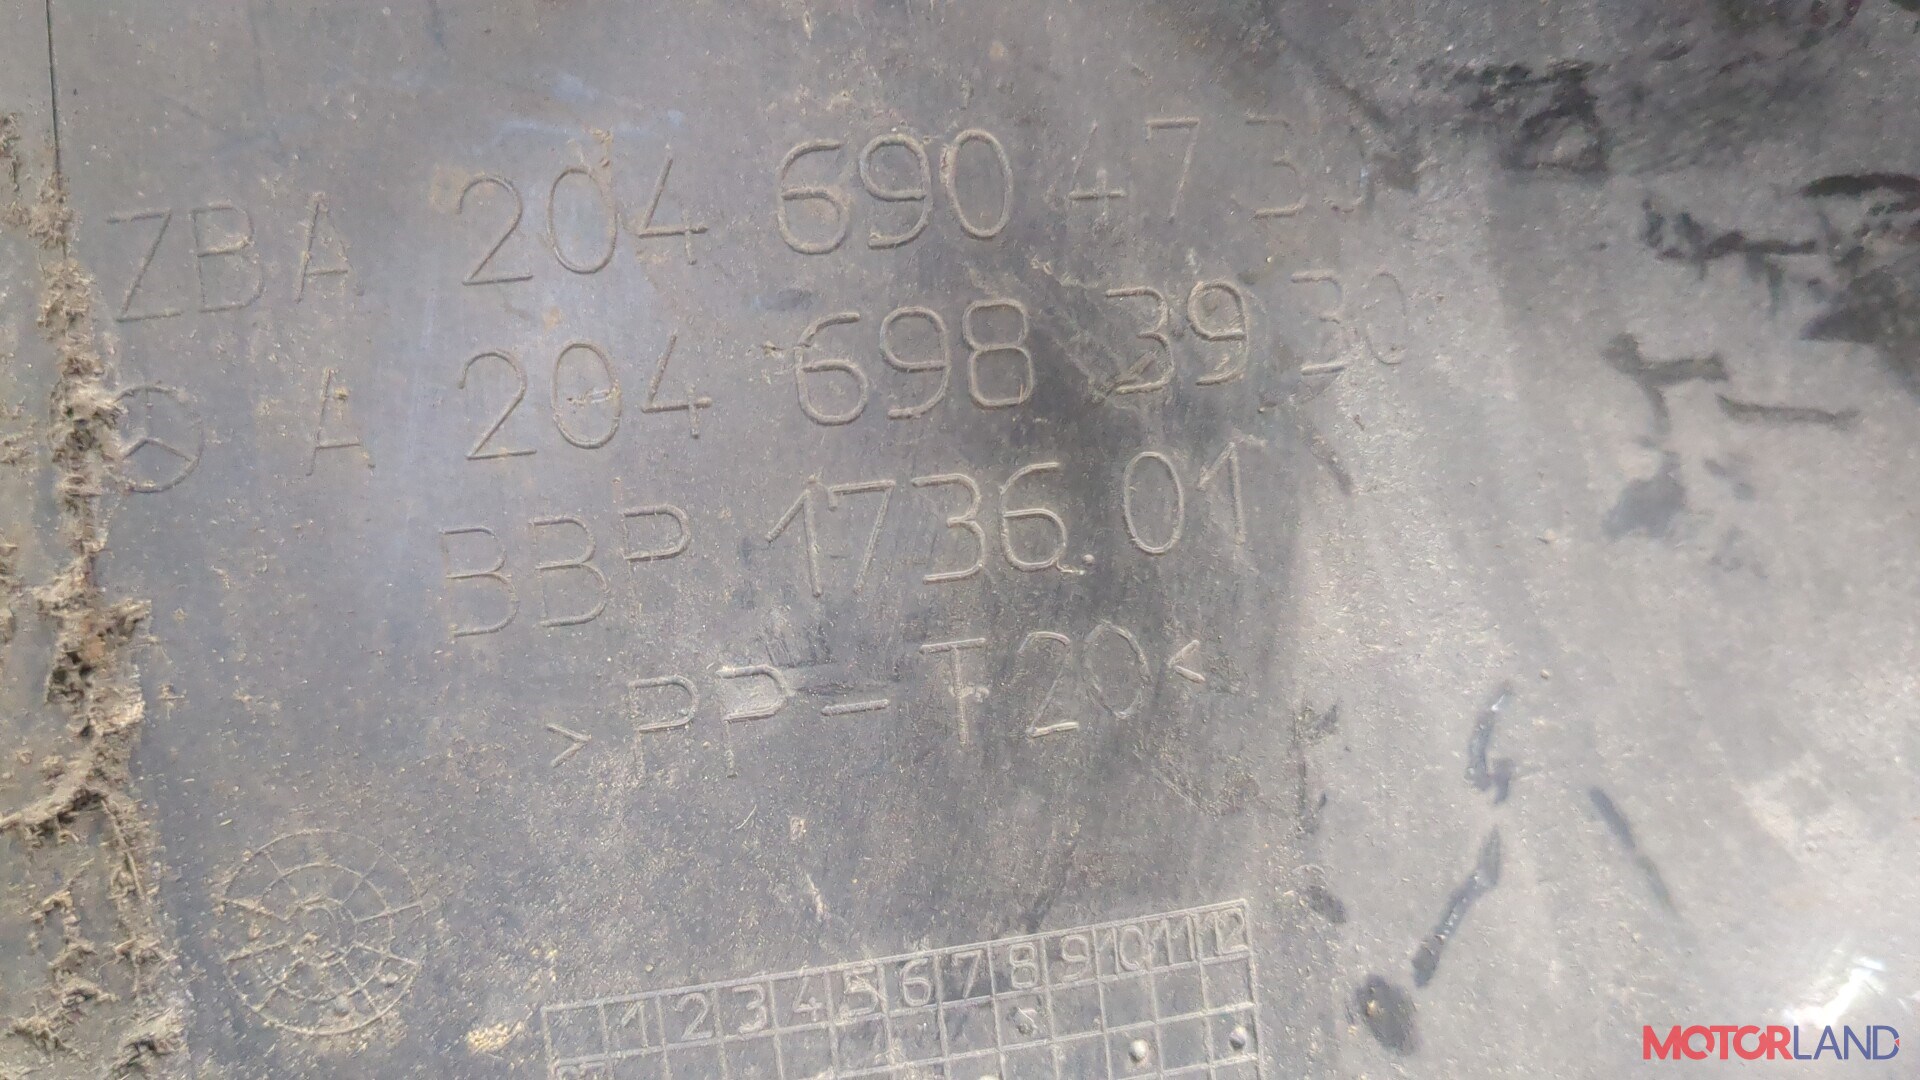 ZBA 204 690 47 30
A 204 698 39 30
BBP 1736 01
>PP-T20<
1 2 3 4 5 6 7 8 9 10 11 12
MOTORLAND